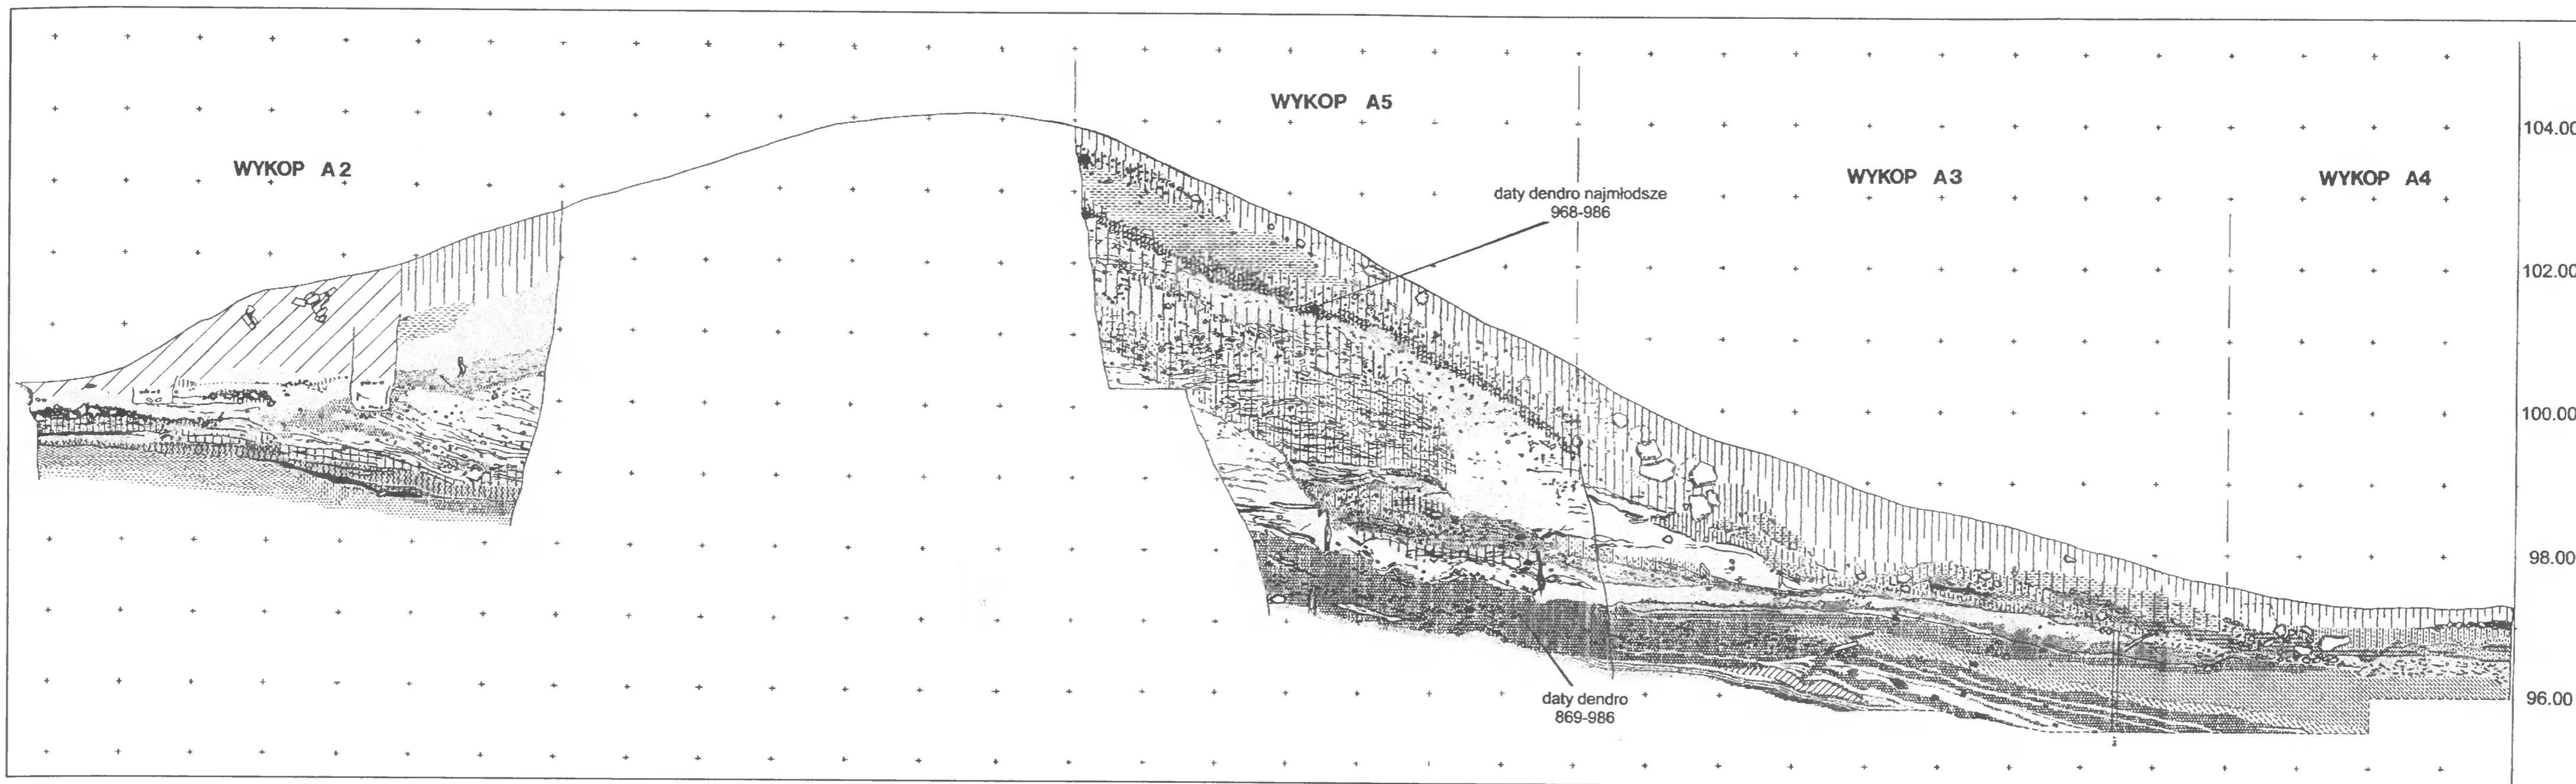 WYKOP A5
WYKOP A2
WYKOP A3
WYKOP A4
daty dendro najmłodsze
968-986
daty dendro
869-986
104.00
102.00
100.00
98.00
96.00